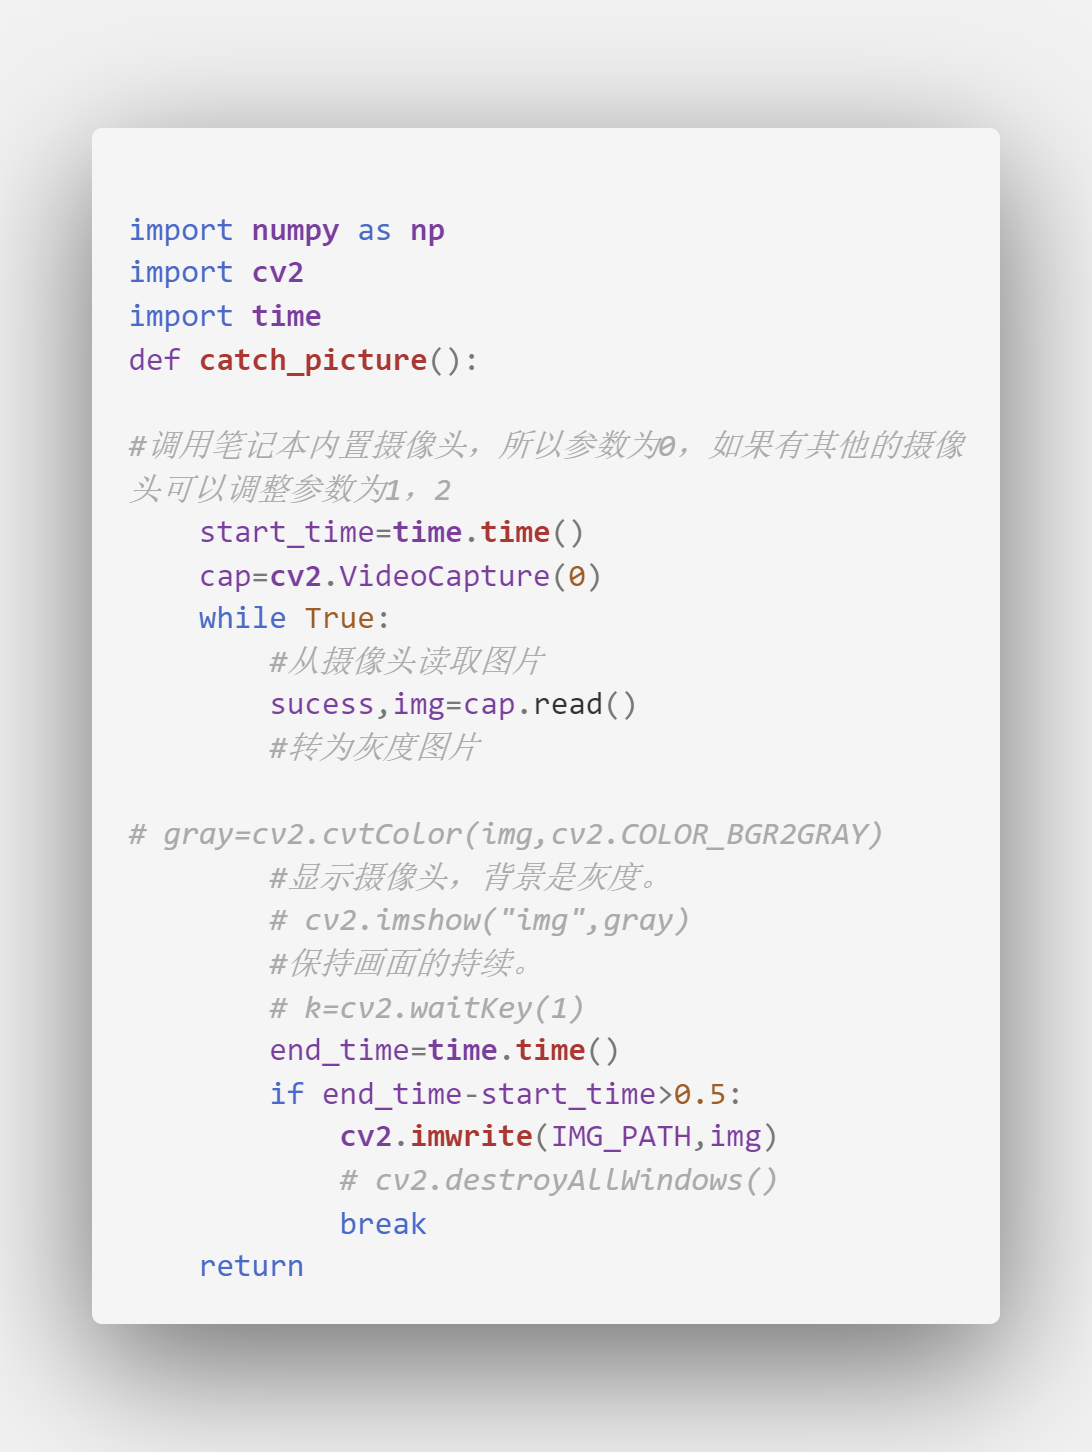 import numpy as np
import cv2
import time
def catch_picture():
#调用笔记本内置摄像头，所以参数为0，如果有其他的摄像
头可以调整参数为1，2
    start_time=time.time()
    cap=cv2.VideoCapture(0)
    while True:
        #从摄像头读取图片
        sucess,img=cap.read()
        #转为灰度图片
# gray=cv2.cvtColor(img,cv2.COLOR_BGR2GRAY)
        #显示摄像头，背景是灰度。
        # cv2.imshow("img",gray)
        #保持画面的持续。
        # k=cv2.waitKey(1)
        end_time=time.time()
        if end_time-start_time>0.5:
            cv2.imwrite(IMG_PATH,img)
            # cv2.destroyAllWindows()
            break
    return